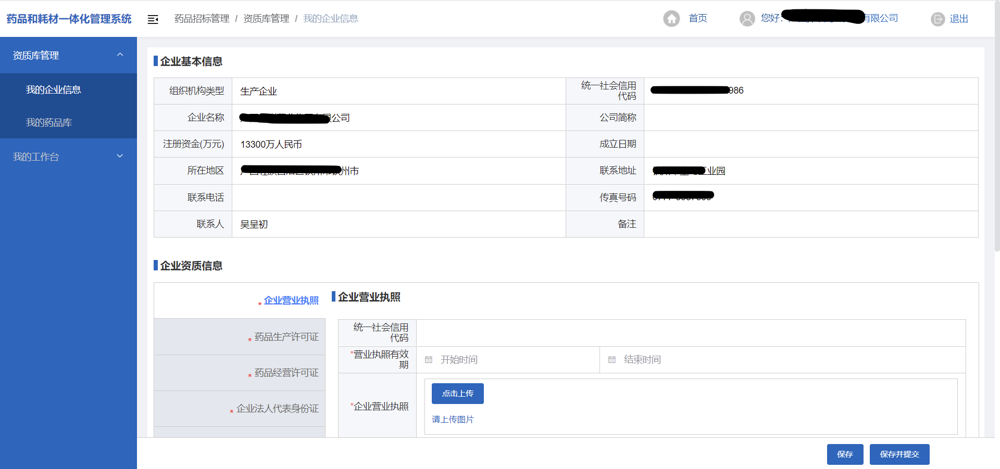 药品和耗材一体化管理系统
药品招标管理 / 资质库管理 / 我的企业信息
首页
您好：
有限公司
退出
资质库管理
我的企业信息
我的药品库
我的工作台
企业基本信息
组织机构类型 生产企业
统一社会信用
代码
986
企业名称
公司
公司简称
注册资金(万元) 13300万人民币
成立日期
所在地区
州市
联系地址
业园
联系电话
传真号码
联系人 吴呈初
备注
企业资质信息
* 企业营业执照
* 药品生产许可证
* 药品经营许可证
* 企业法人代表身份证
企业营业执照
统一社会信用
代码
*营业执照有效
期
开始时间
结束时间
*企业营业执照
点击上传
请上传图片
保存
保存并提交